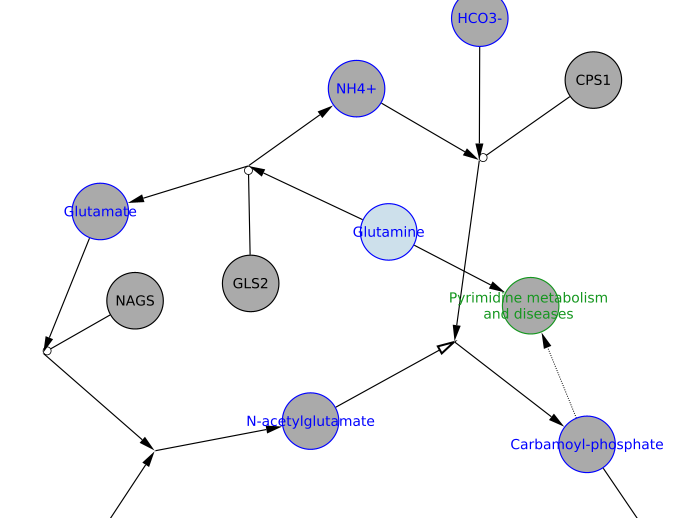 HCO3-
CPS1
NH4+
Glutamate
Glutamine
GLS2
NAGS
Pyrimidine metabolism
and diseases
N-acetylglutamate
Carbamoyl-phosphate